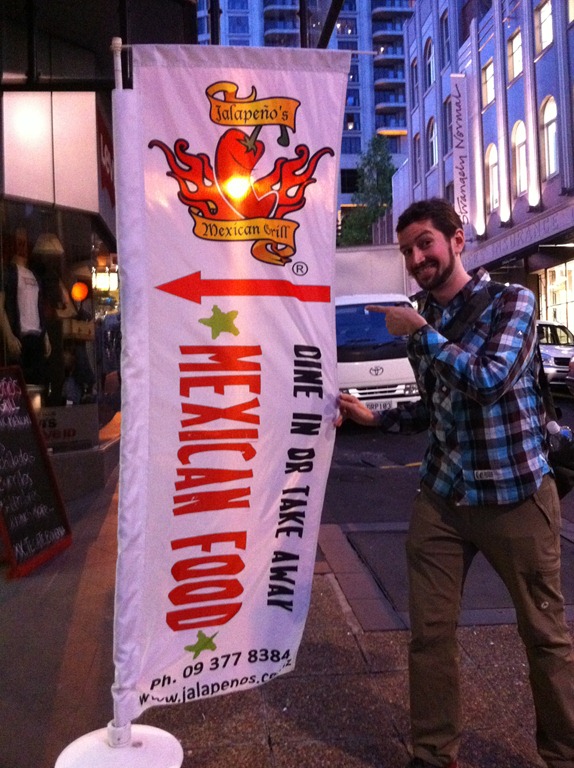 Jalapeño's
Mexican Grill
®
MEXICAN FOOD
DINE IN OR TAKE AWAY
Ph. 09 377 8384
www.jalapenos.co
Strangely Normal